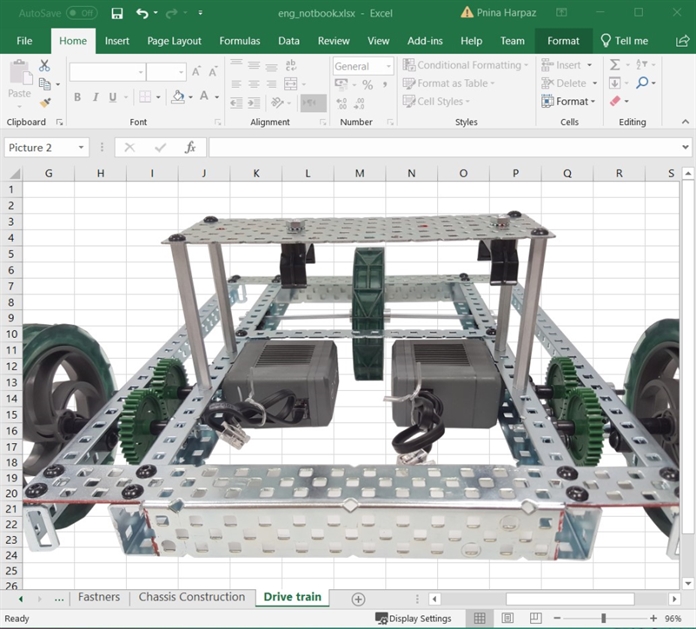 AutoSave Off eng_notbook.xlsx - Excel Pnina Harpaz
File Home Insert Page Layout Formulas Data Review View Add-ins Help Team Format Tell me
Paste
B I U A
General
$ % ,
Conditional Formatting
Format as Table
Cell Styles
Insert
Delete
Format
Clipboard Font Alignment Number Styles Cells Editing
Picture 2 fx
G H I J K L M N O P Q R S
1
2
3
4
5
6
7
8
9
10
11
12
13
14
15
16
17
18
19
20
21
22
23
24
25
26
... Fastners Chassis Construction Drive train
Ready Display Settings 96%